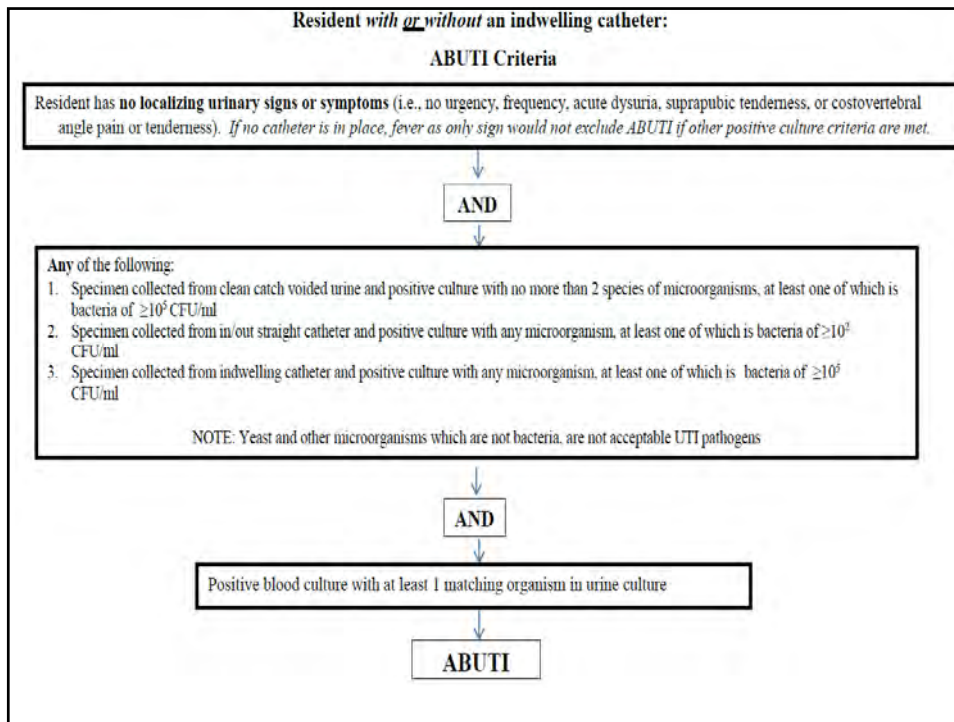 Resident with or without an indwelling catheter:
ABUTI Criteria
Resident has no localizing urinary signs or symptoms (i.e., no urgency, frequency, acute dysuria, suprapubic tenderness, or costovertebral
angle pain or tenderness). If no catheter is in place, fever as only sign would not exclude ABUTI if other positive culture criteria are met.
AND
Any of the following:
1. Specimen collected from clean catch voided urine and positive culture with no more than 2 species of microorganisms, at least one of which is
bacteria of ≥10⁵ CFU/ml
2. Specimen collected from in/out straight catheter and positive culture with any microorganism, at least one of which is bacteria of ≥10²
CFU/ml
3. Specimen collected from indwelling catheter and positive culture with any microorganism, at least one of which is bacteria of ≥10⁵
CFU/ml
NOTE: Yeast and other microorganisms which are not bacteria, are not acceptable UTI pathogens
AND
Positive blood culture with at least 1 matching organism in urine culture
ABUTI